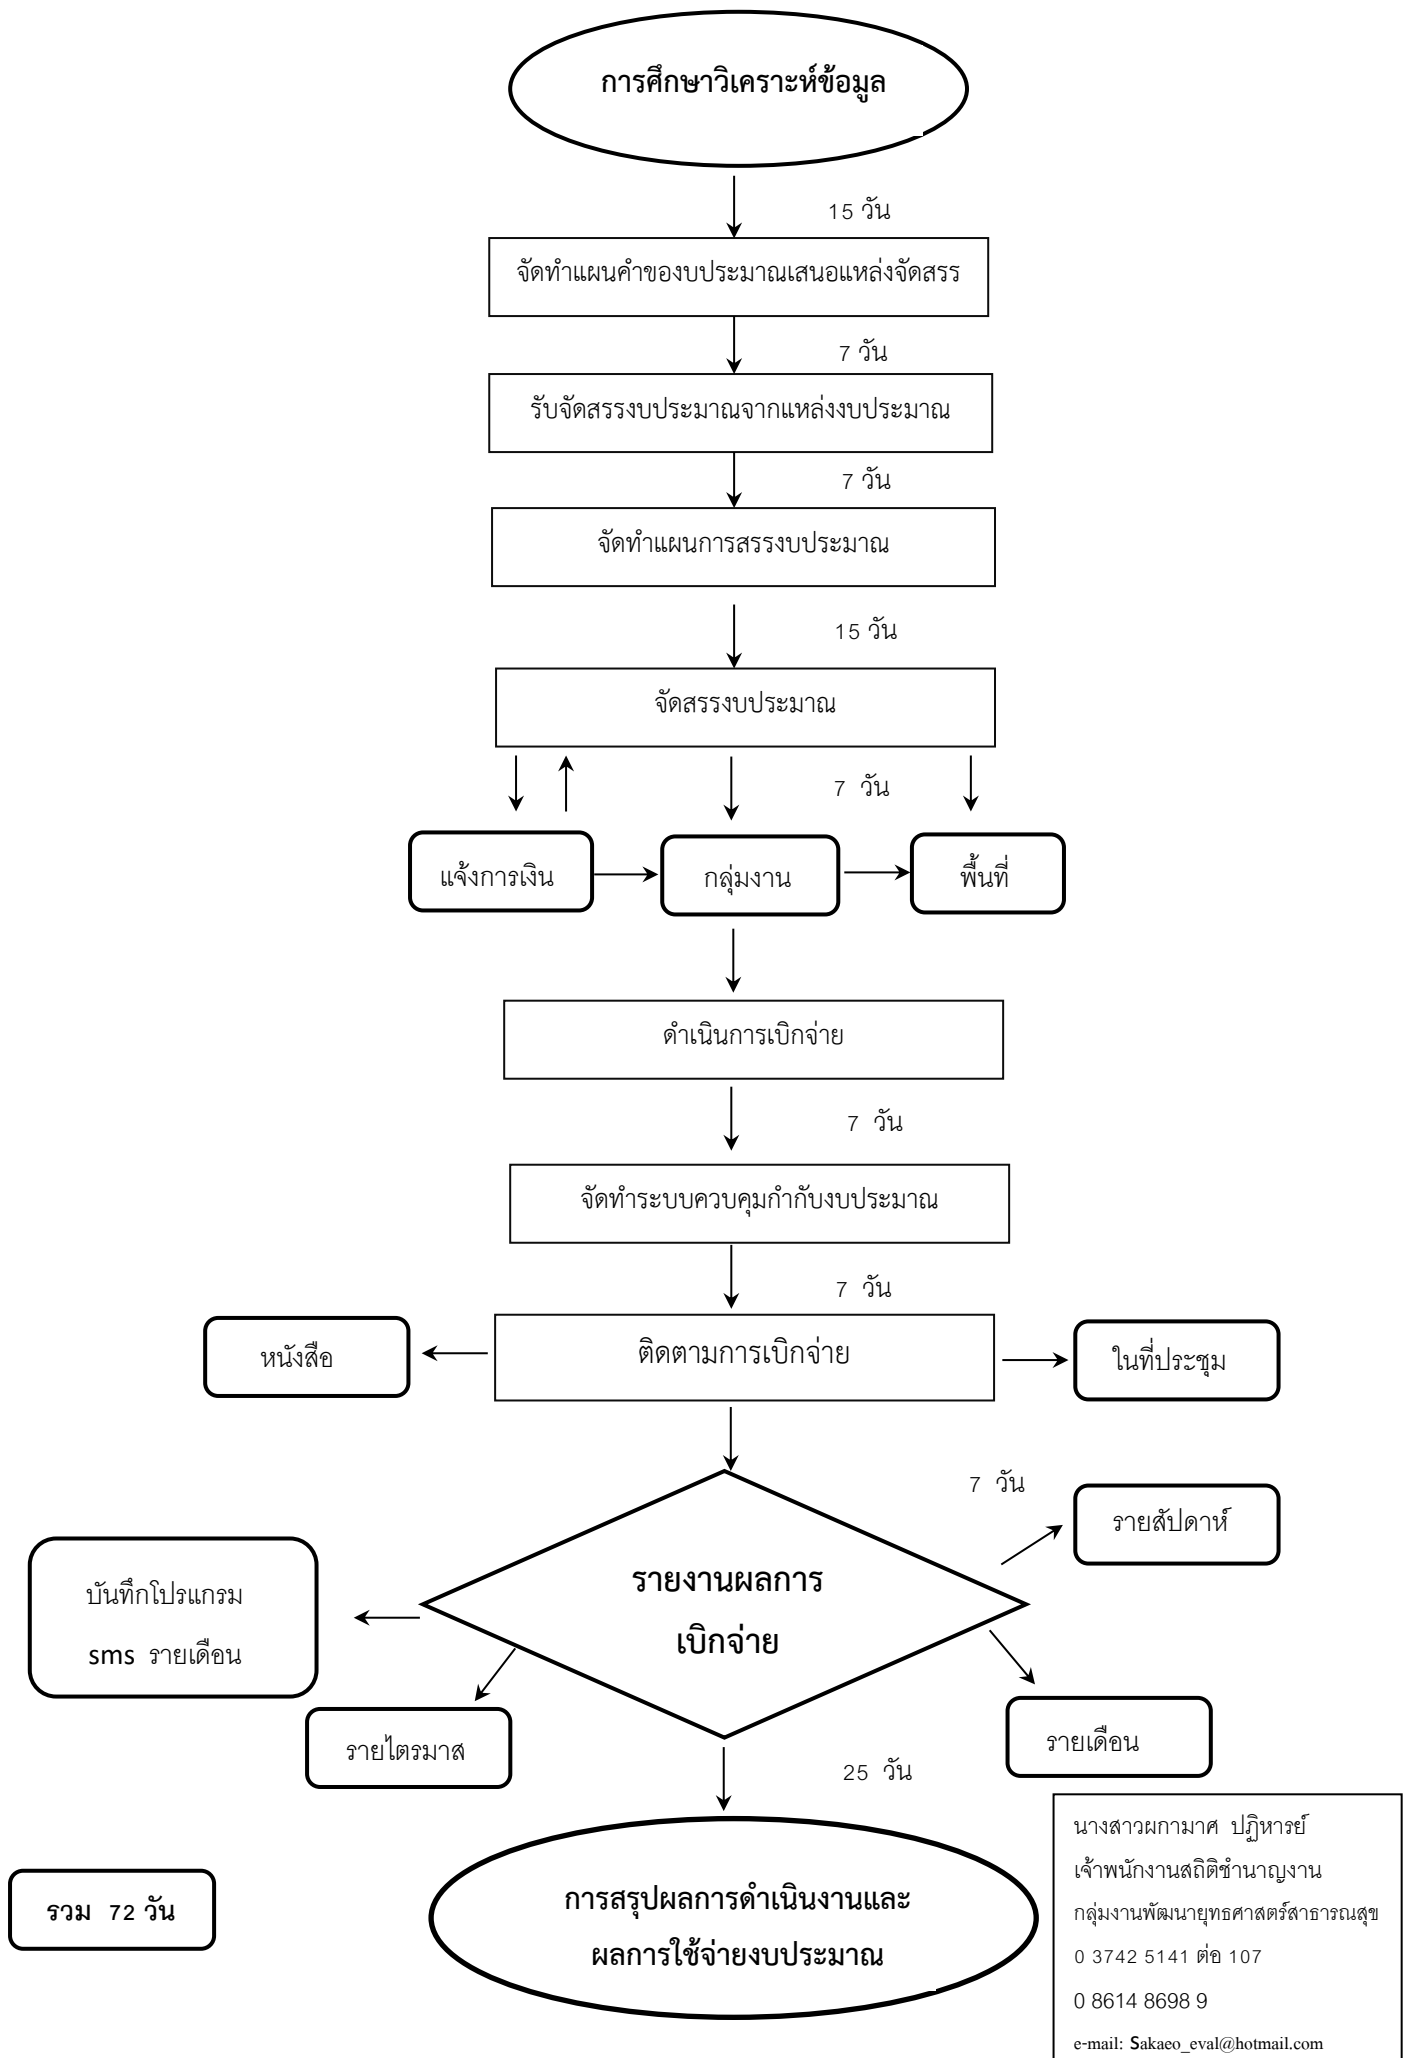 การศึกษาวิเคราะห์ข้อมูล
15 วัน
จัดทำแผนคำของบประมาณเสนอแหล่งจัดสรร
7 วัน
รับจัดสรรงบประมาณจากแหล่งงบประมาณ
7 วัน
จัดทำแผนการสรรงบประมาณ
15 วัน
จัดสรรงบประมาณ
7 วัน
แจ้งการเงิน
กลุ่มงาน
พื้นที่
ดำเนินการเบิกจ่าย
7 วัน
จัดทำระบบควบคุมกำกับงบประมาณ
7 วัน
หนังสือ
ติดตามการเบิกจ่าย
ในที่ประชุม
7 วัน
รายสัปดาห์
รายงานผลการ
เบิกจ่าย
บันทึกโปรแกรม
sms รายเดือน
รายไตรมาส
รายเดือน
25 วัน
การสรุปผลการดำเนินงานและ
ผลการใช้จ่ายงบประมาณ
รวม 72 วัน
นางสาวผกามาศ ปฏิหารย์
เจ้าพนักงานสถิติชำนาญงาน
กลุ่มงานพัฒนายุทธศาสตร์สาธารณสุข
0 3742 5141 ต่อ 107
0 8614 8698 9
e-mail: Sakaeo_eval@hotmail.com